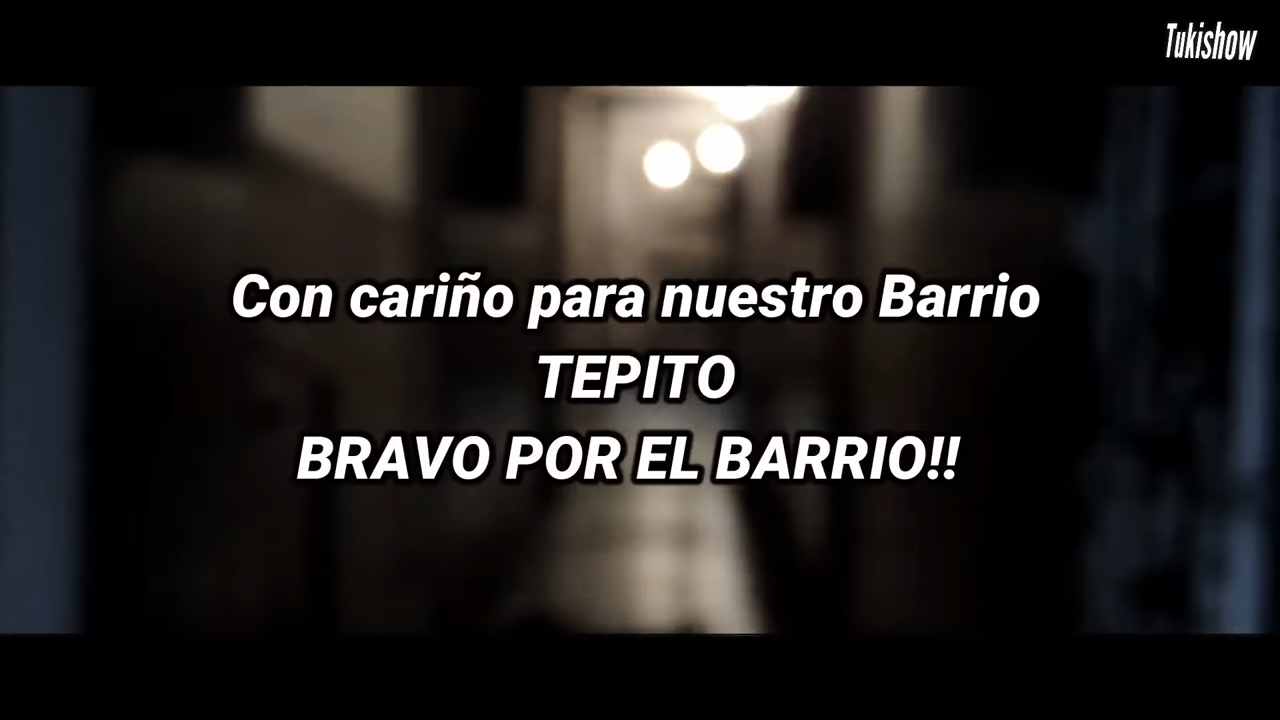 Tukishow
Con cariño para nuestro Barrio
TEPITO
BRAVO POR EL BARRIO!!